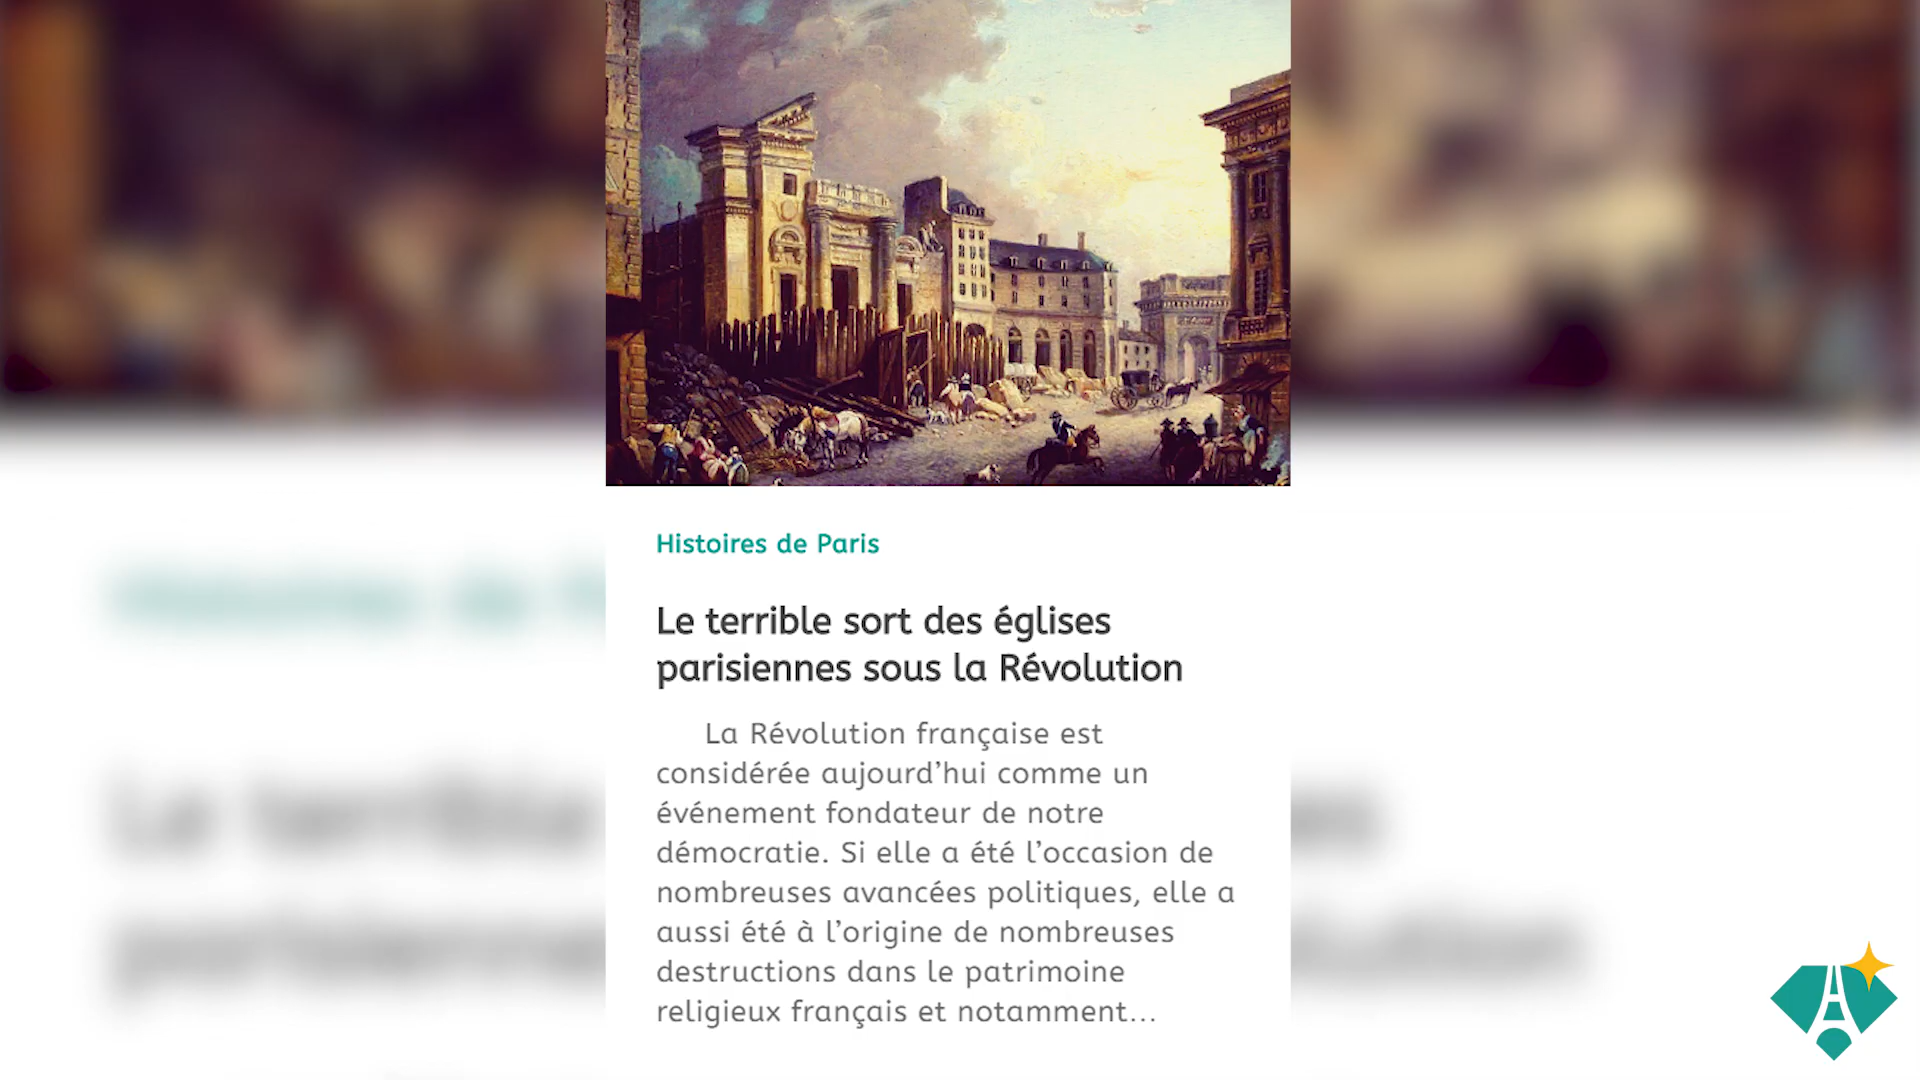 Histoires de Paris
Le terrible sort des églises
parisiennes sous la Révolution
La Révolution française est
considérée aujourd’hui comme un
événement fondateur de notre
démocratie. Si elle a été l’occasion de
nombreuses avancées politiques, elle a
aussi été à l’origine de nombreuses
destructions dans le patrimoine
religieux français et notamment...